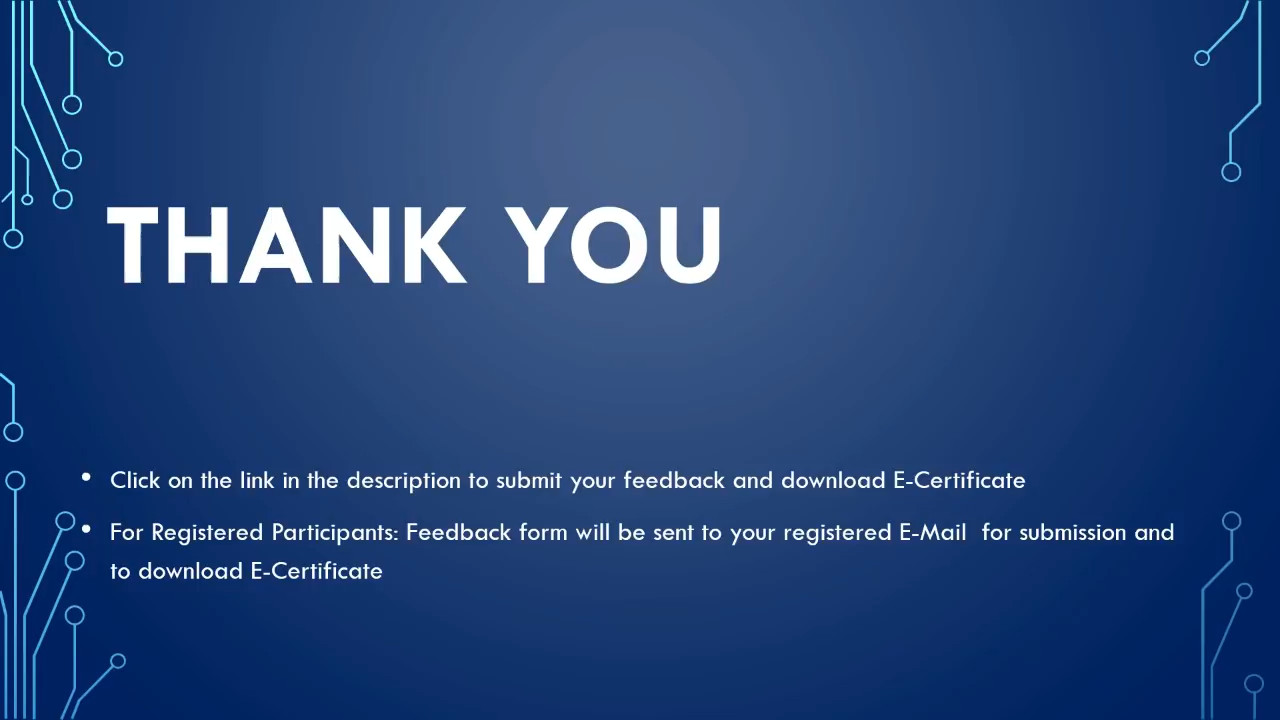 THANK YOU
• Click on the link in the description to submit your feedback and download E-Certificate
• For Registered Participants: Feedback form will be sent to your registered E-Mail  for submission and
to download E-Certificate